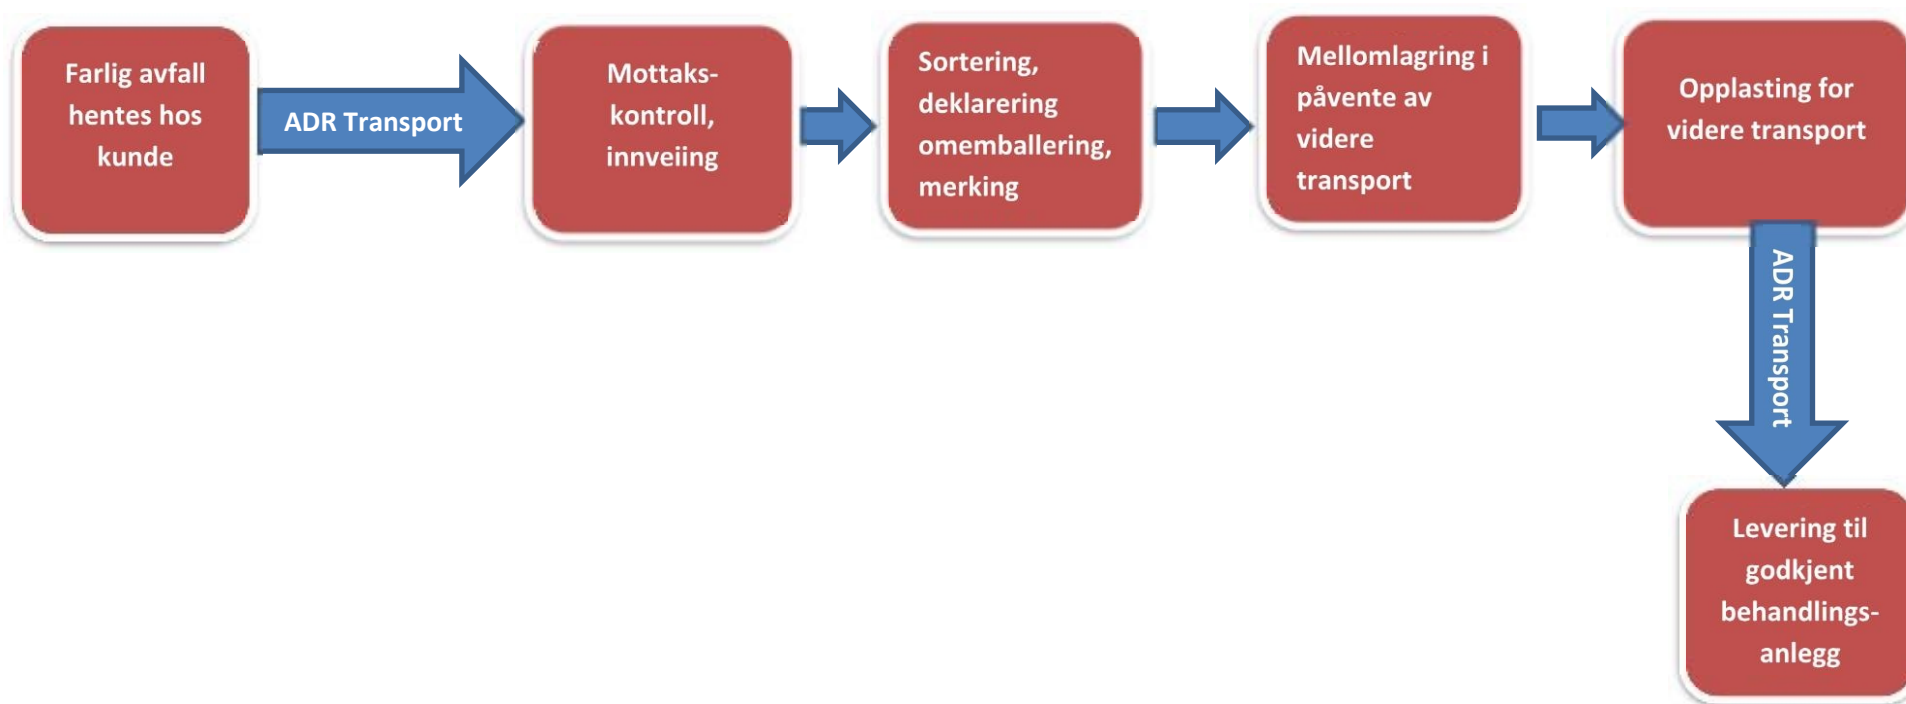 Farlig avfall
hentes hos
kunde
ADR Transport
Mottaks-
kontroll,
innveiing
Sortering,
deklarering
omemballering,
merking
Mellomlagring i
påvente av
videre
transport
Opplasting for
videre transport
ADR Transport
Levering til
godkjent
behandlings-
anlegg